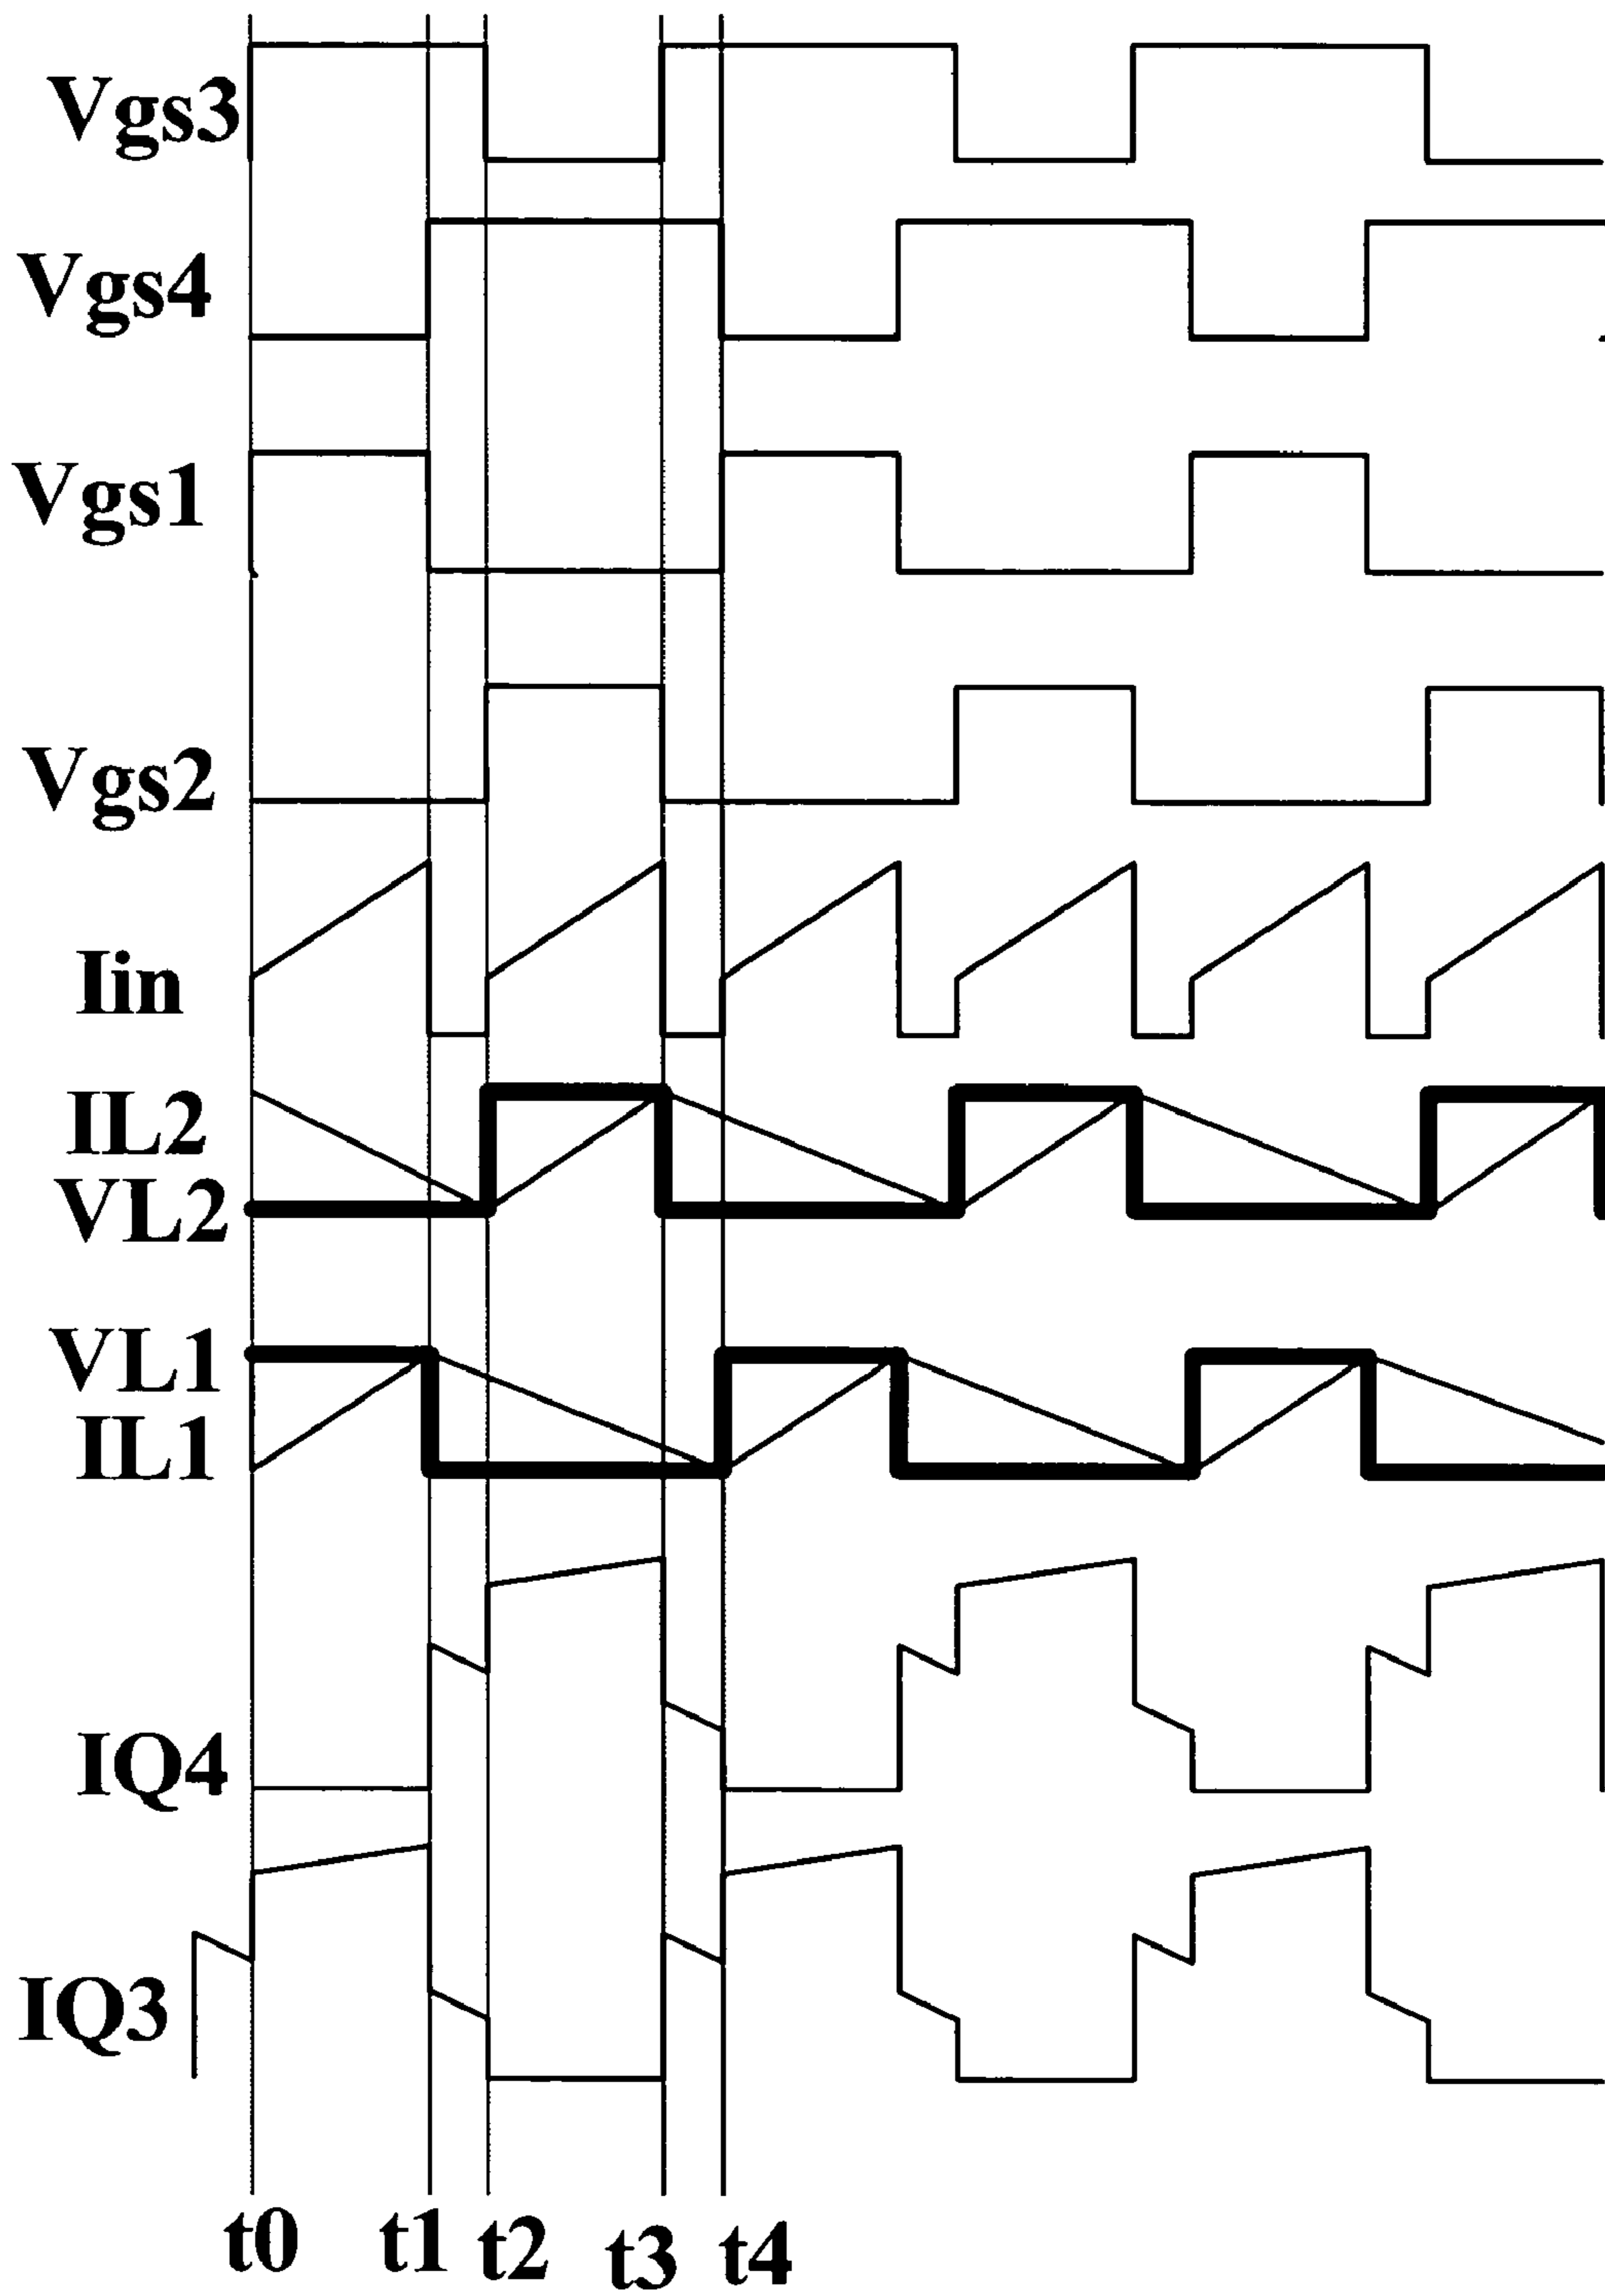 Vgs3
Vgs4
Vgs1
Vgs2
Iin
IL2
VL2
VL1
IL1
IQ4
IQ3
t0 t1 t2 t3 t4